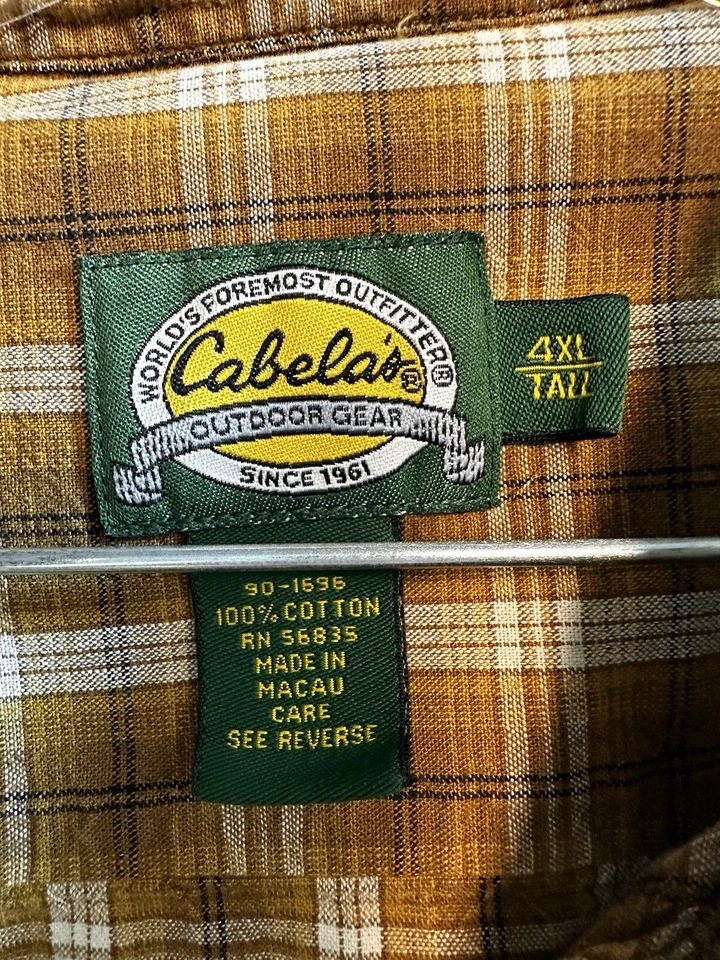 WORLD'S FOREMOST OUTFITTER®
Cabela's®
OUTDOOR GEAR
SINCE 1961
4XL
TALL
90-1696
100% COTTON
RN 56835
MADE IN
MACAU
CARE
SEE REVERSE